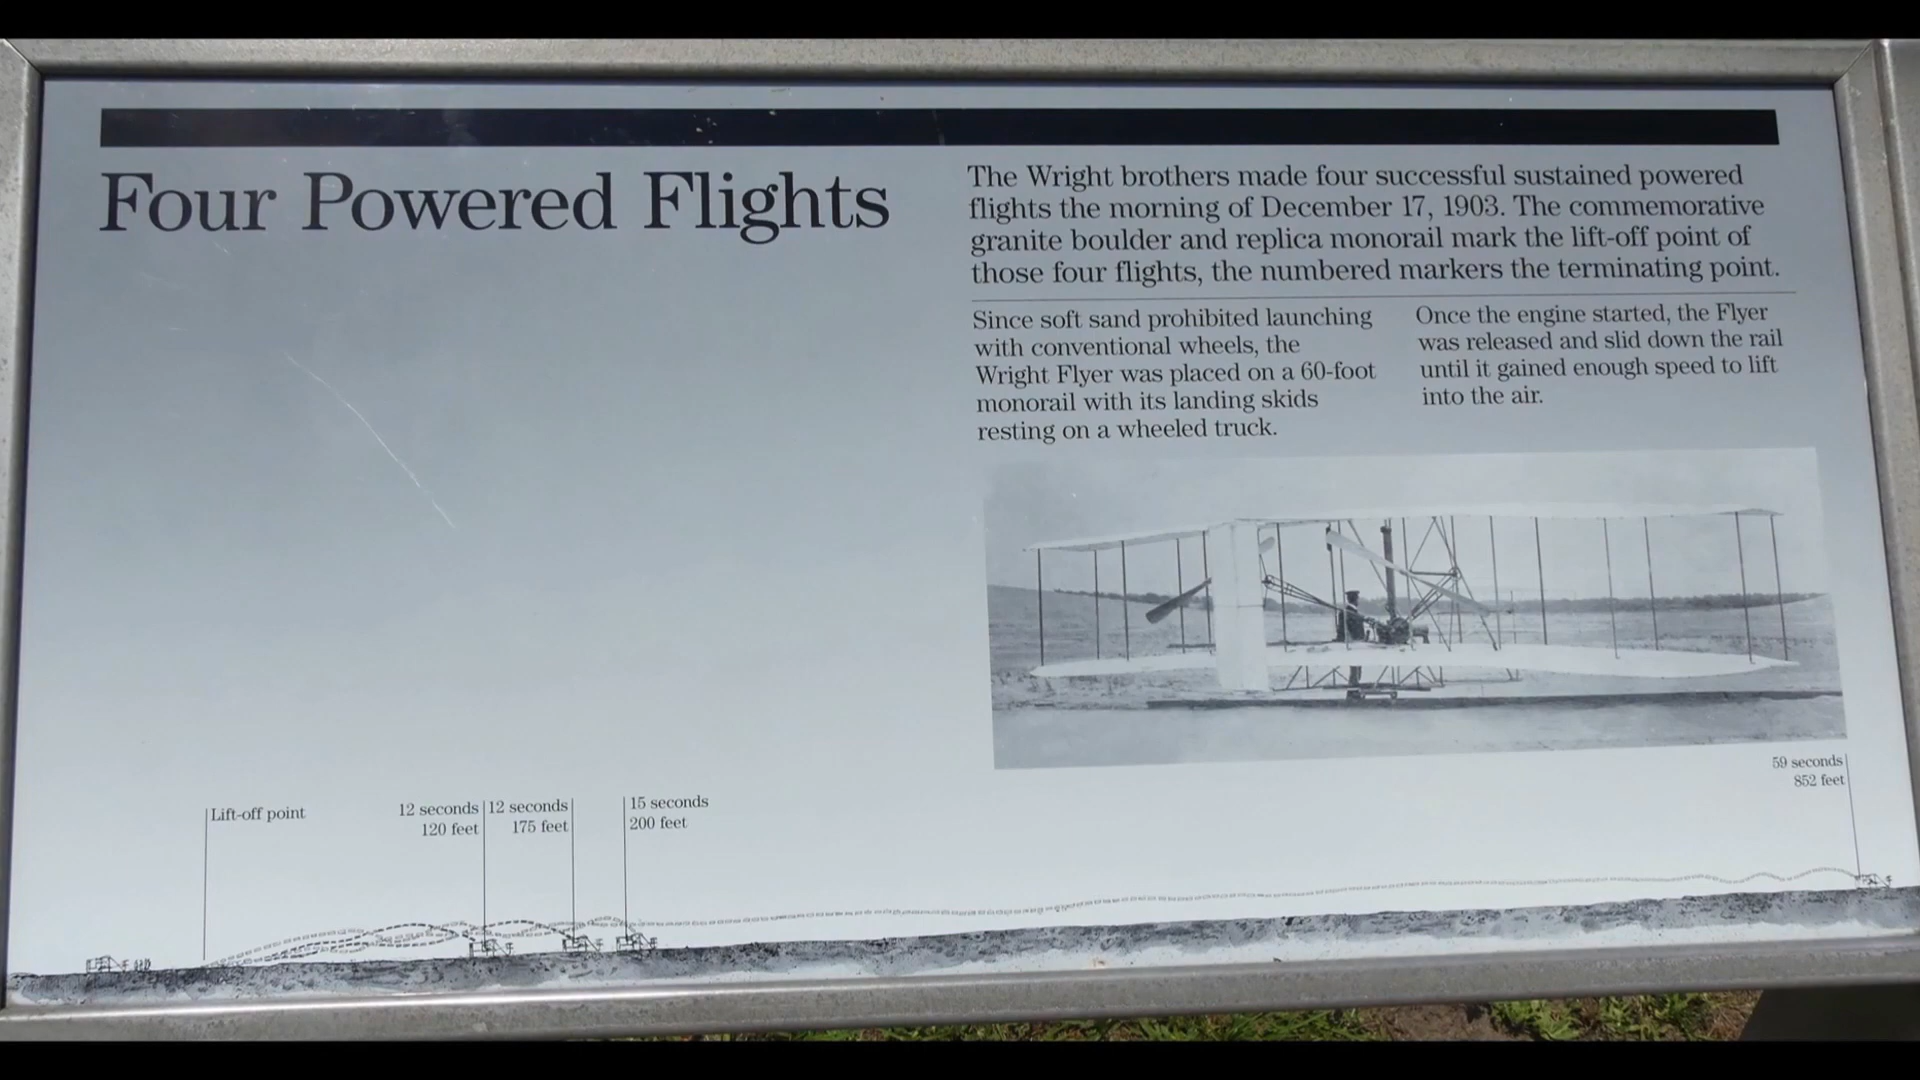 Four Powered Flights
The Wright brothers made four successful sustained powered
flights the morning of December 17, 1903. The commemorative
granite boulder and replica monorail mark the lift-off point of
those four flights, the numbered markers the terminating point.
Since soft sand prohibited launching
with conventional wheels, the
Wright Flyer was placed on a 60-foot
monorail with its landing skids
resting on a wheeled truck.
Once the engine started, the Flyer
was released and slid down the rail
until it gained enough speed to lift
into the air.
Lift-off point
12 seconds
120 feet
12 seconds
175 feet
15 seconds
200 feet
59 seconds
852 feet